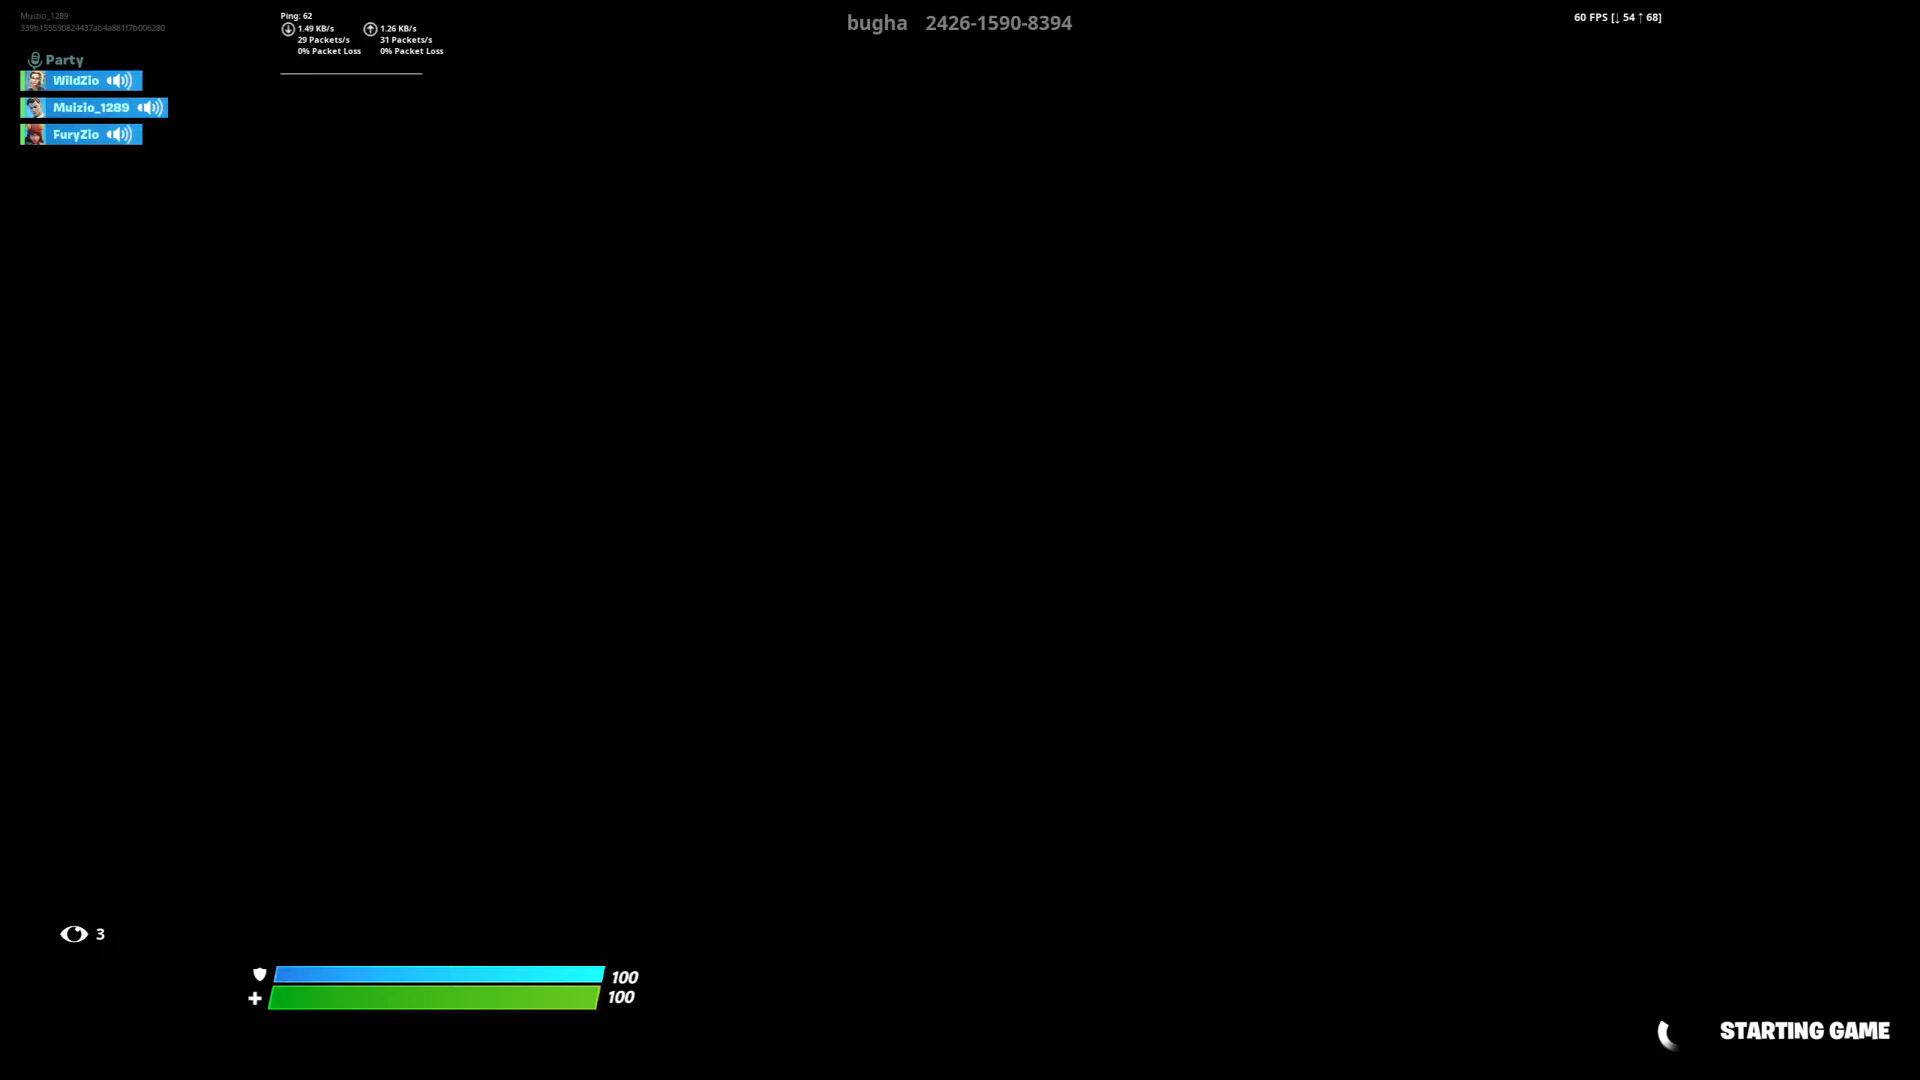 Muizio_1289
339b155590824437ab4a881f7b006280
Ping: 62
1.49 KB/s 1.26 KB/s
29 Packets/s 31 Packets/s
0% Packet Loss 0% Packet Loss
bugha 2426-1590-8394
60 FPS [↓ 54 ↑ 68]
Party
WildZio
Muizio_1289
FuryZio
3
100
100
STARTING GAME